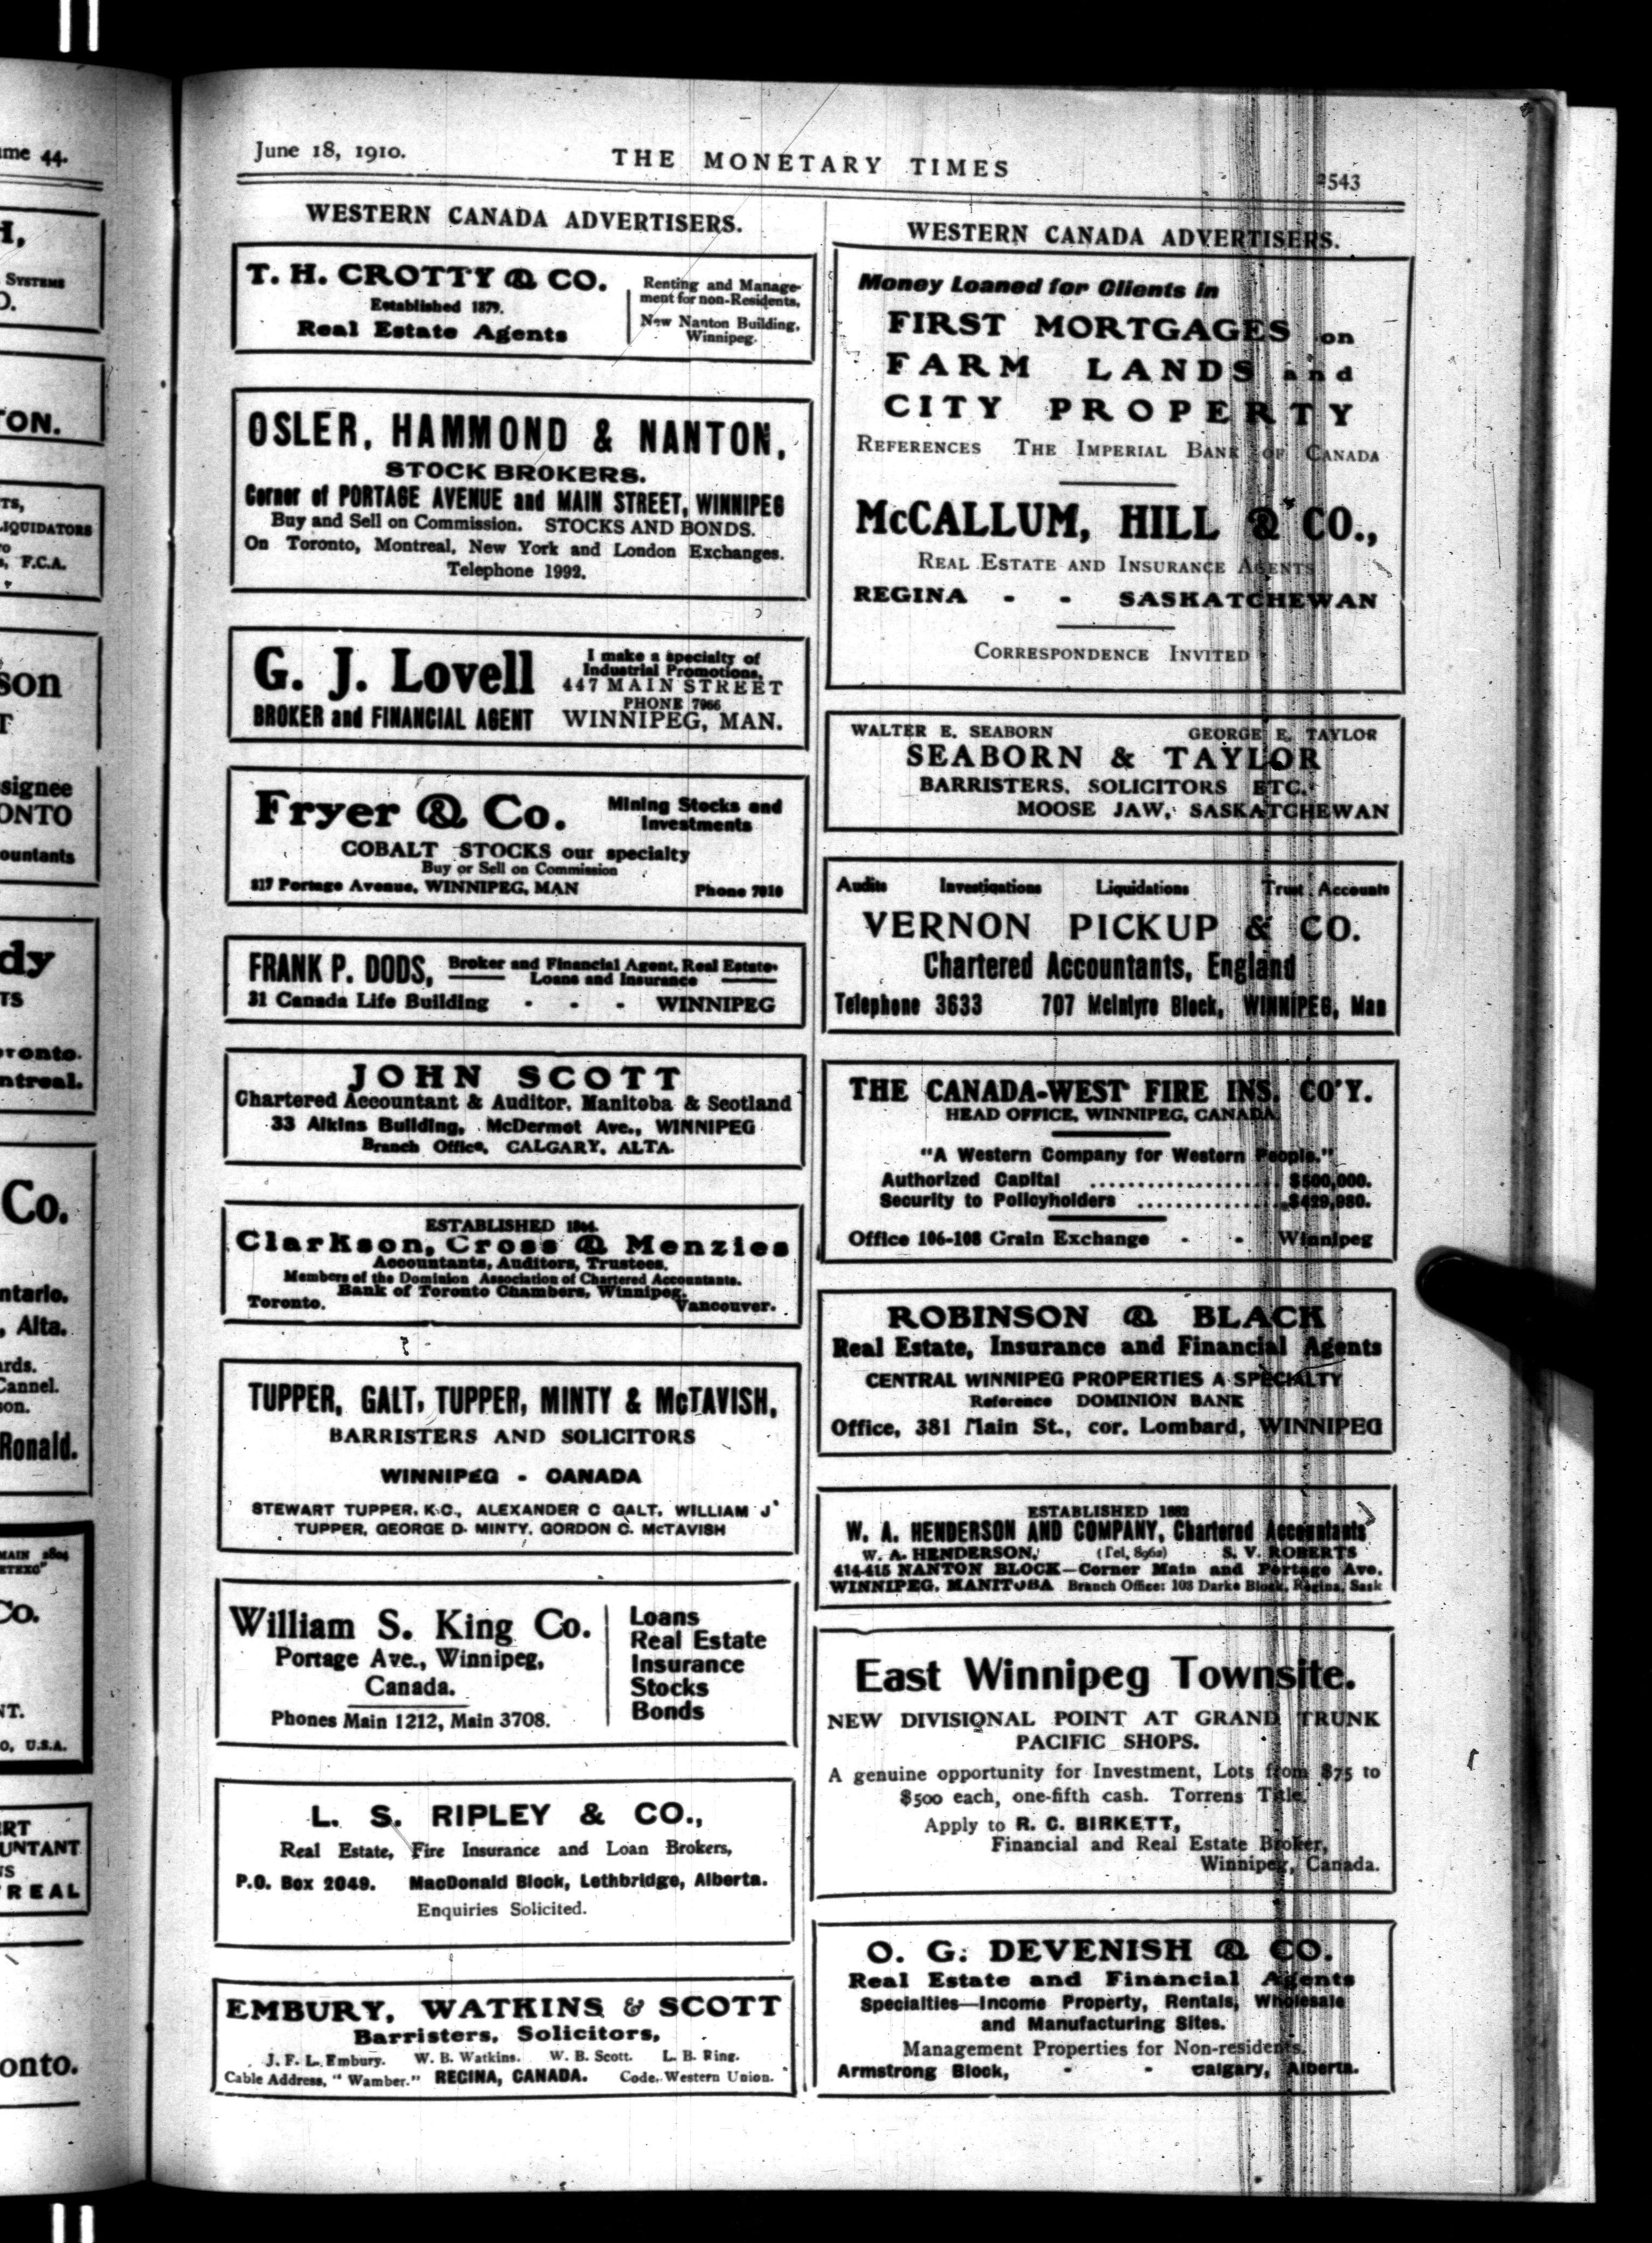 June 18, 1910.
THE MONETARY TIMES
2543
WESTERN CANADA ADVERTISERS.
T. H. CROTTY & CO.
Established 1879.
Real Estate Agents
Renting and Manage-
ment for non-Residents,
New Nanton Building,
Winnipeg.
OSLER, HAMMOND & NANTON,
STOCK BROKERS.
Corner of PORTAGE AVENUE and MAIN STREET, WINNIPEG
Buy and Sell on Commission. STOCKS AND BONDS.
On Toronto, Montreal, New York and London Exchanges.
Telephone 1992.
G. J. Lovell
BROKER and FINANCIAL AGENT
I make a specialty of
Industrial Promotions,
447 MAIN STREET
PHONE 7966
WINNIPEG, MAN.
Fryer & Co.
Mining Stocks and
Investments
COBALT STOCKS our specialty
Buy or Sell on Commission
317 Portage Avenue, WINNIPEG, MAN Phone 7010
FRANK P. DODS,
Broker and Financial Agent, Real Estate
Loans and Insurance
31 Canada Life Building - - - WINNIPEG
JOHN SCOTT
Chartered Accountant & Auditor, Manitoba & Scotland
33 Aikins Building, McDermot Ave., WINNIPEG
Branch Office, CALGARY, ALTA.
ESTABLISHED 1864.
Clarkson, Cross & Menzies
Accountants, Auditors, Trustees,
Members of the Dominion Association of Chartered Accountants.
Bank of Toronto Chambers, Winnipeg.
Toronto. Vancouver.
TUPPER, GALT, TUPPER, MINTY & McTAVISH,
BARRISTERS AND SOLICITORS
WINNIPEG - CANADA
STEWART TUPPER, K.C., ALEXANDER C GALT, WILLIAM J
TUPPER, GEORGE D. MINTY, GORDON C. McTAVISH
William S. King Co.
Portage Ave., Winnipeg,
Canada.
Phones Main 1212, Main 3708.
Loans
Real Estate
Insurance
Stocks
Bonds
L. S. RIPLEY & CO.,
Real Estate, Fire Insurance and Loan Brokers,
P.O. Box 2049. MacDonald Block, Lethbridge, Alberta.
Enquiries Solicited.
EMBURY, WATKINS & SCOTT
Barristers, Solicitors,
J. F. L. Embury. W. B. Watkins. W. B. Scott. L. B. Ring.
Cable Address, "Wamber." REGINA, CANADA. Code, Western Union.
WESTERN CANADA ADVERTISERS.
Money Loaned for Clients in
FIRST MORTGAGES on
FARM LANDS and
CITY PROPERTY
REFERENCES THE IMPERIAL BANK OF CANADA
McCALLUM, HILL & CO.,
REAL ESTATE AND INSURANCE AGENTS
REGINA - - SASKATCHEWAN
CORRESPONDENCE INVITED
WALTER E. SEABORN GEORGE E. TAYLOR
SEABORN & TAYLOR
BARRISTERS, SOLICITORS ETC.
MOOSE JAW, SASKATCHEWAN
Audits Investigations Liquidations Trust Accounts
VERNON PICKUP & CO.
Chartered Accountants, England
Telephone 3633 707 McIntyre Block, WINNIPEG, Man
THE CANADA-WEST FIRE INS. CO'Y.
HEAD OFFICE, WINNIPEG, CANADA
"A Western Company for Western People."
Authorized Capital .................... $500,000.
Security to Policyholders .............. $429,980.
Office 106-108 Grain Exchange - - Winnipeg
ROBINSON & BLACK
Real Estate, Insurance and Financial Agents
CENTRAL WINNIPEG PROPERTIES A SPECIALTY
Reference DOMINION BANK
Office, 381 Main St., cor. Lombard, WINNIPEG
ESTABLISHED 1882
W. A. HENDERSON AND COMPANY, Chartered Accountants
W. A. HENDERSON. (Tel, 8962) S. V. ROBERTS
414-415 NANTON BLOCK—Corner Main and Portage Ave.
WINNIPEG, MANITOBA Branch Office: 108 Darke Block, Regina, Sask
East Winnipeg Townsite.
NEW DIVISIONAL POINT AT GRAND TRUNK
PACIFIC SHOPS.
A genuine opportunity for Investment, Lots from $75 to
$500 each, one-fifth cash. Torrens Title.
Apply to R. C. BIRKETT,
Financial and Real Estate Broker,
Winnipeg, Canada.
O. G. DEVENISH & CO.
Real Estate and Financial Agents
Specialties—Income Property, Rentals, Wholesale
and Manufacturing Sites.
Management Properties for Non-residents.
Armstrong Block, - - Calgary, Alberta.